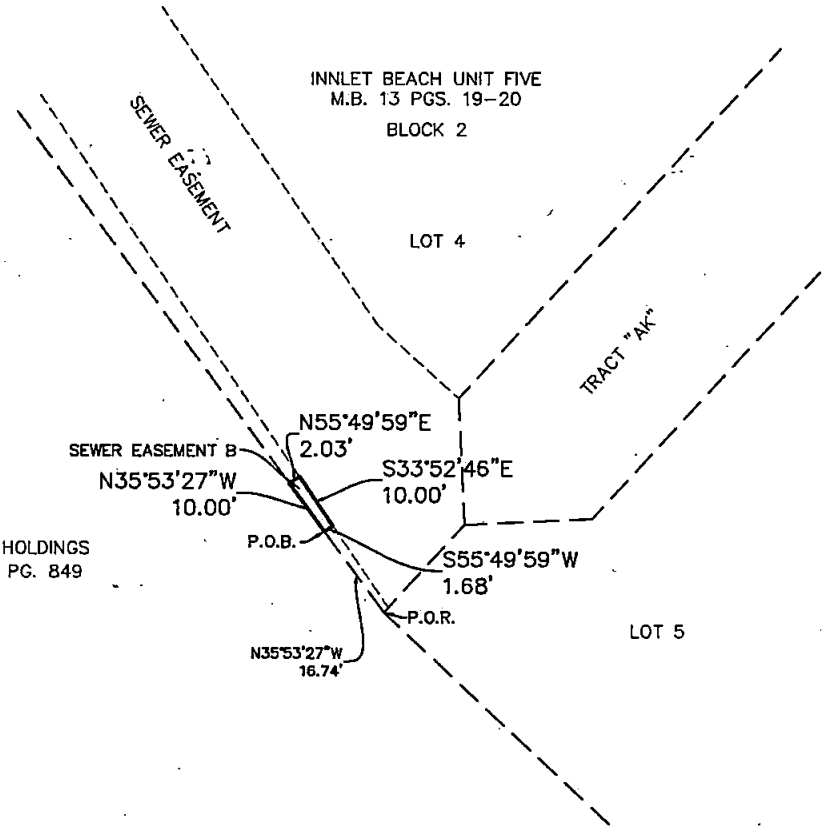 INNLET BEACH UNIT FIVE
M.B. 13 PGS. 19-20
BLOCK 2
SEWER EASEMENT
LOT 4
TRACT "AK"
N55°49'59"E
2.03'
SEWER EASEMENT B
N35°53'27"W
10.00'
S33°52'46"E
10.00'
P.O.B.
HOLDINGS
PG. 849
S55°49'59"W
1.68'
P.O.R.
LOT 5
N35°53'27"W
16.74'